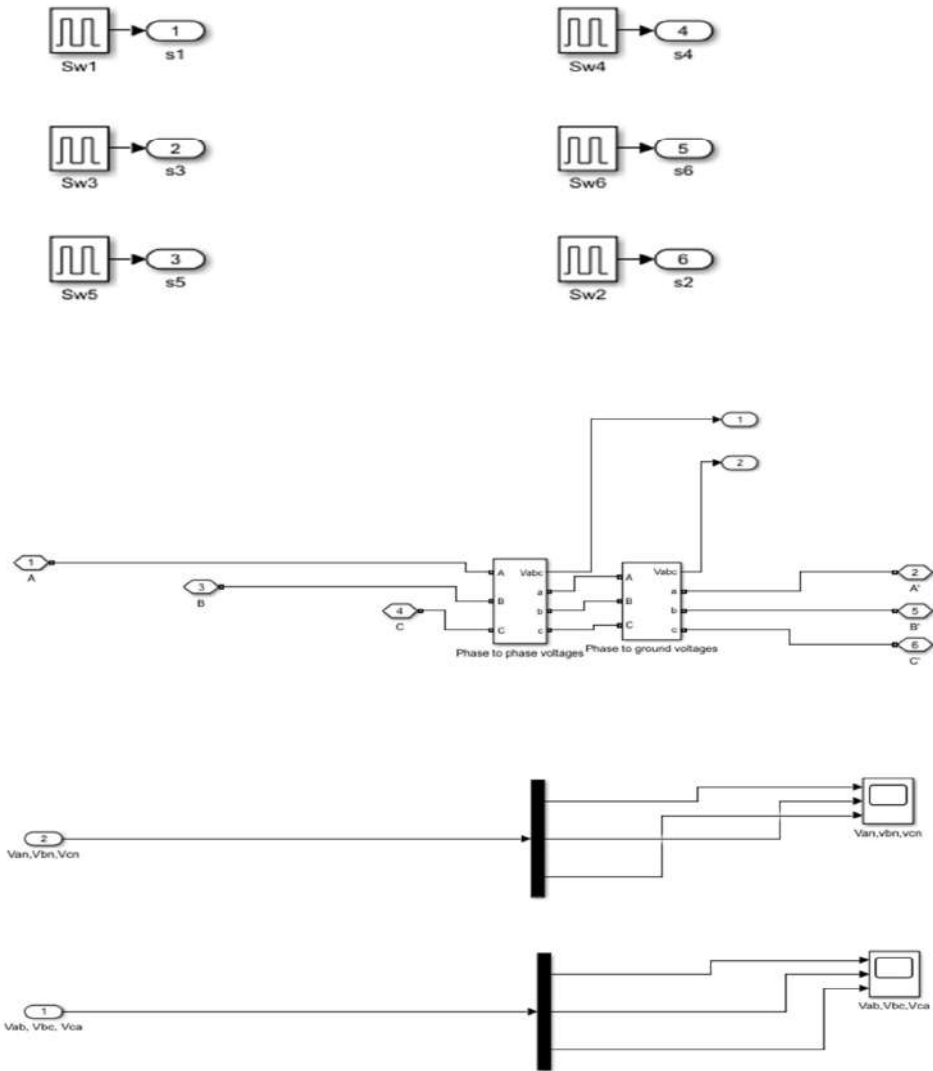 1
4
Sw1
s1
Sw4
s4
2
5
Sw3
s3
Sw6
s6
3
6
Sw5
s5
Sw2
s2
1
2
1
A
3
B
4
C
A
B
C
Vabc
a
b
c
Phase to phase voltages
A
B
C
Vabc
a
b
c
Phase to ground voltages
2
A'
5
B'
6
C'
2
Van,Vbn,Vcn
Van,vbn,vcn
1
Vab, Vbc, Vca
Vab,Vbc,Vca